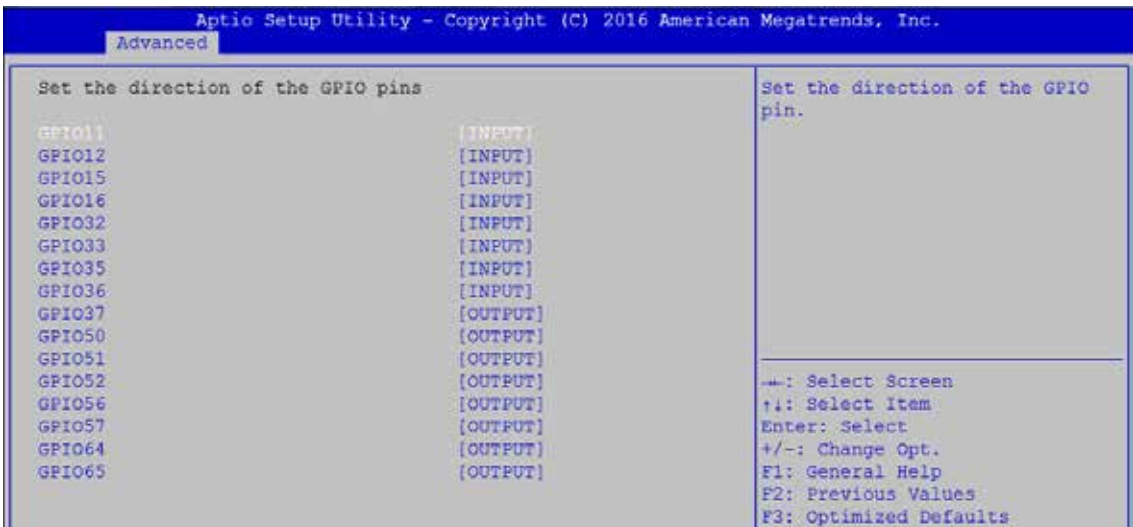 Aptio Setup Utility - Copyright (C) 2016 American Megatrends, Inc.
Advanced
Set the direction of the GPIO pins
GPIO11 [INPUT]
GPIO12 [INPUT]
GPIO15 [INPUT]
GPIO16 [INPUT]
GPIO32 [INPUT]
GPIO33 [INPUT]
GPIO35 [INPUT]
GPIO36 [INPUT]
GPIO37 [OUTPUT]
GPIO50 [OUTPUT]
GPIO51 [OUTPUT]
GPIO52 [OUTPUT]
GPIO56 [OUTPUT]
GPIO57 [OUTPUT]
GPIO64 [OUTPUT]
GPIO65 [OUTPUT]
Set the direction of the GPIO
pin.
→←: Select Screen
↑↓: Select Item
Enter: Select
+/-: Change Opt.
F1: General Help
F2: Previous Values
F3: Optimized Defaults